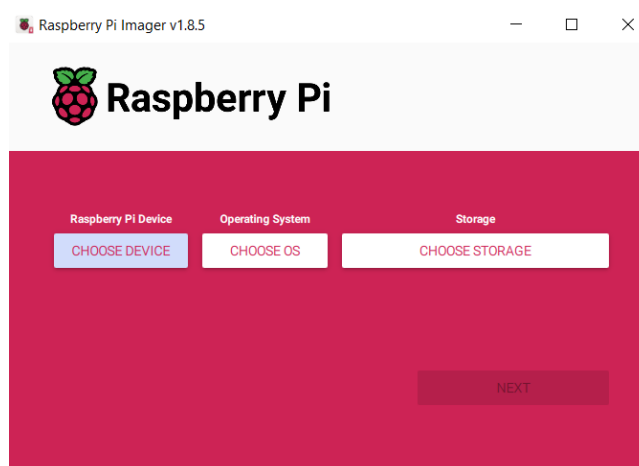 Raspberry Pi Imager v1.8.5
Raspberry Pi
Raspberry Pi Device Operating System Storage
CHOOSE DEVICE CHOOSE OS CHOOSE STORAGE
NEXT